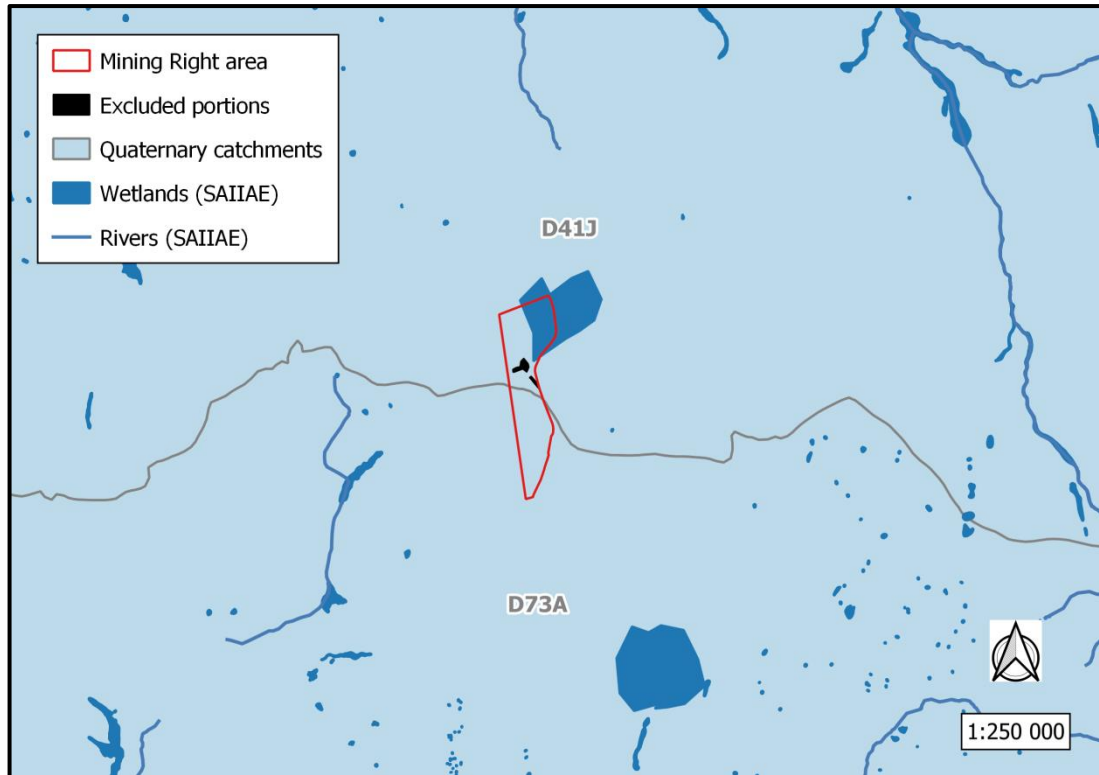 Mining Right area
Excluded portions
Quaternary catchments
Wetlands (SAIIAE)
Rivers (SAIIAE)
D41J
D73A
1:250 000